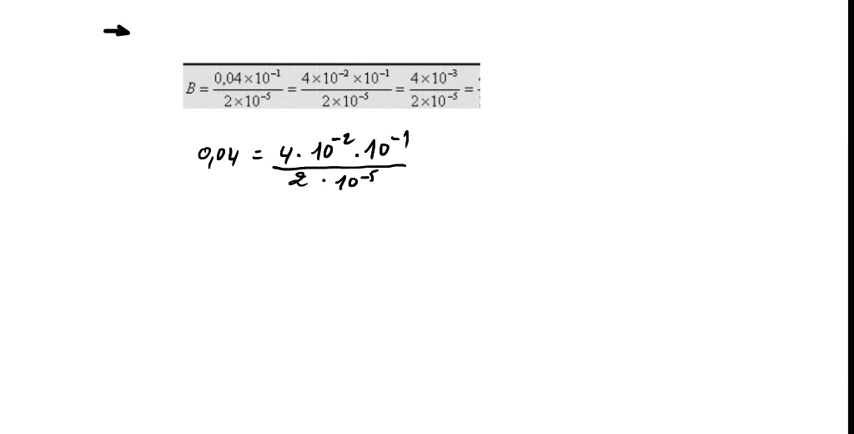 B = 0,04×10⁻¹ / 2×10⁻⁵ = 4×10⁻² ×10⁻¹ / 2×10⁻⁵ = 4×10⁻³ / 2×10⁻⁵ =
0,04 = 4 · 10⁻² · 10⁻¹ / 2 · 10⁻⁵